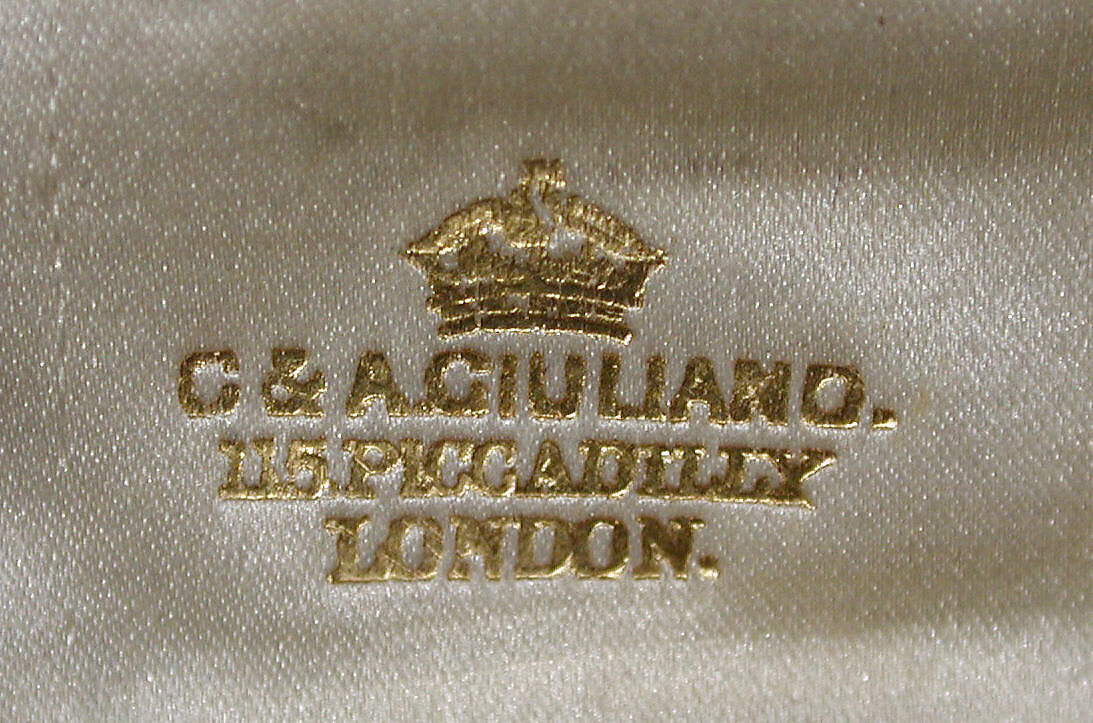 C & A. GIULIANO.
115. PICCADILLY
LONDON.